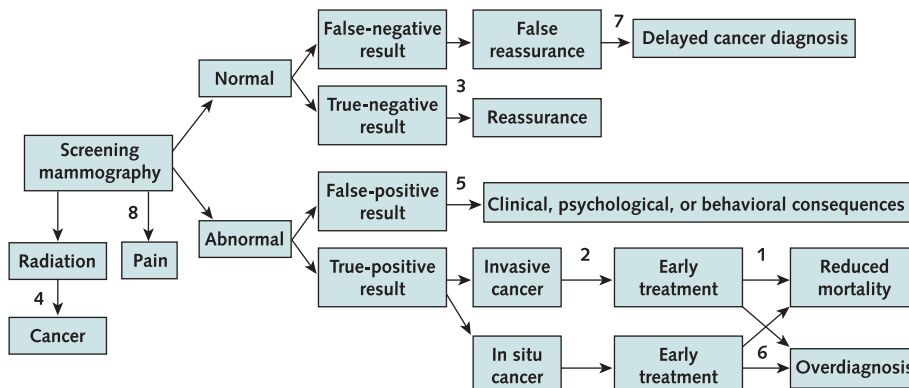 False-negative
result
False
reassurance
7
Delayed cancer diagnosis
Normal
True-negative
result
3
Reassurance
Screening
mammography
8
False-positive
result
5
Clinical, psychological, or behavioral consequences
Abnormal
Radiation
Pain
4
Cancer
True-positive
result
Invasive
cancer
2
Early
treatment
1
Reduced
mortality
In situ
cancer
Early
treatment
6
Overdiagnosis